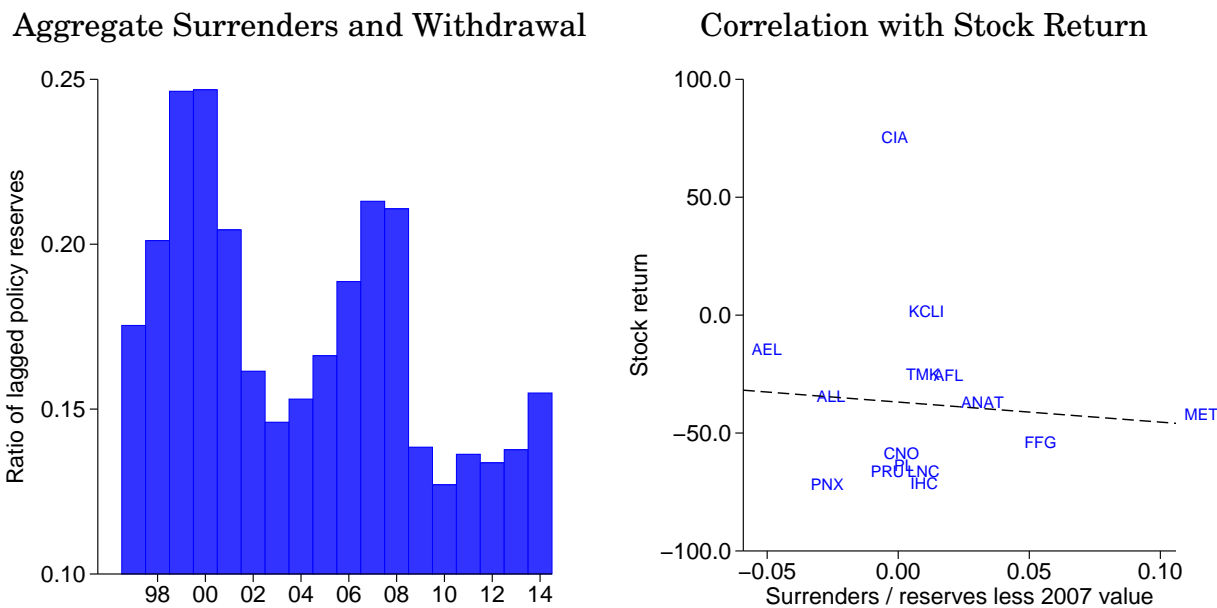 Aggregate Surrenders and Withdrawal
0.25
0.20
0.15
0.10
Ratio of lagged policy reserves
98 00 02 04 06 08 10 12 14
Correlation with Stock Return
100.0
50.0
0.0
−50.0
−100.0
Stock return
CIA
KCLI
AEL
TMK AFL
ALL
ANAT
MET
FFG
CNO
PL
PRU LNC
PNX
IHC
−0.05 0.00 0.05 0.10
Surrenders / reserves less 2007 value